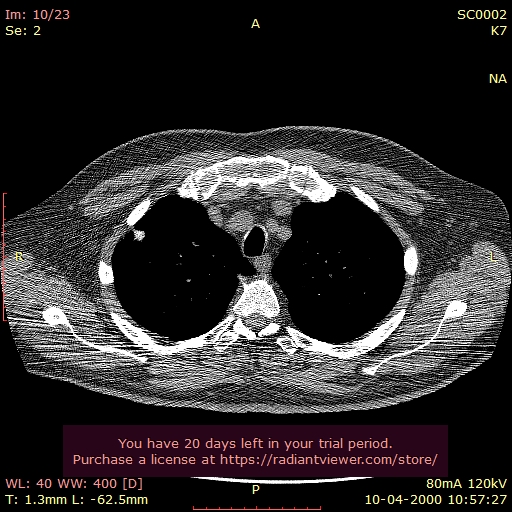 Im: 10/23
Se: 2
A
SC0002
K7
NA
R
L
You have 20 days left in your trial period.
Purchase a license at https://radiantviewer.com/store/
WL: 40 WW: 400 [D]
T: 1.3mm L: -62.5mm
P
80mA 120kV
10-04-2000 10:57:27